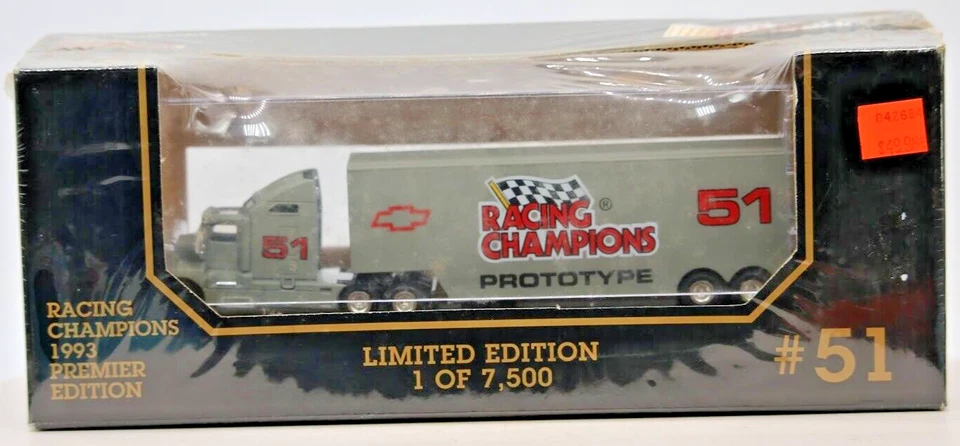 51
RACING ®
CHAMPIONS
PROTOTYPE
51
RACING
CHAMPIONS
1993
PREMIER
EDITION
LIMITED EDITION
1 OF 7,500
#51